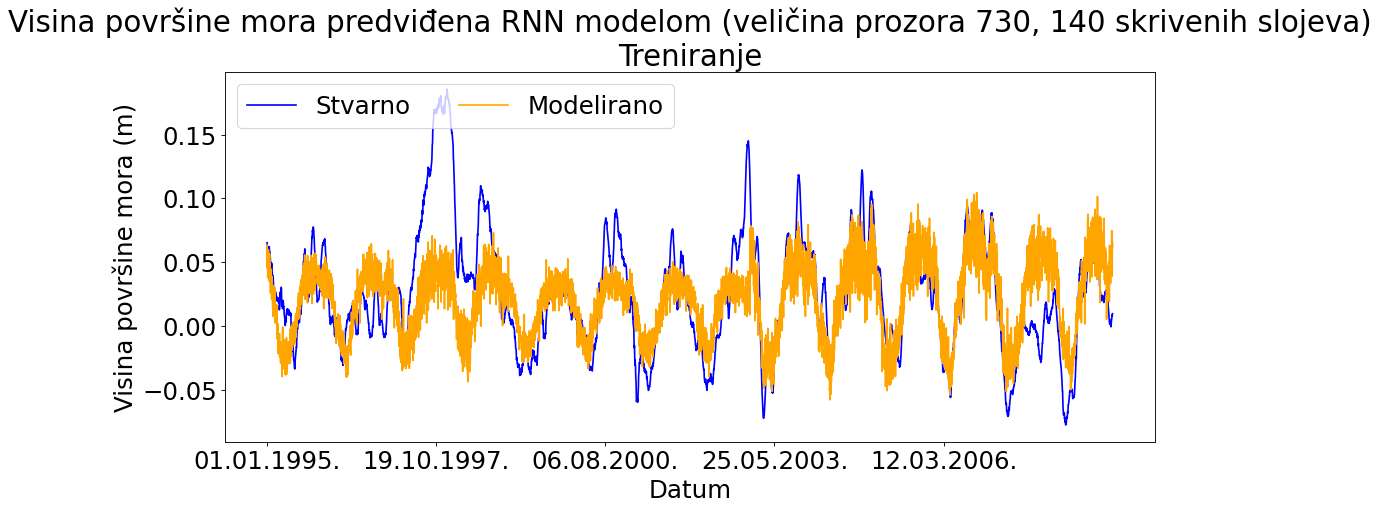 Visina površine mora predviđena RNN modelom (veličina prozora 730, 140 skrivenih slojeva)
Treniranje
Stvarno
Modelirano
Visina površine mora (m)
0.15
0.10
0.05
0.00
−0.05
01.01.1995.
19.10.1997.
06.08.2000.
25.05.2003.
12.03.2006.
Datum